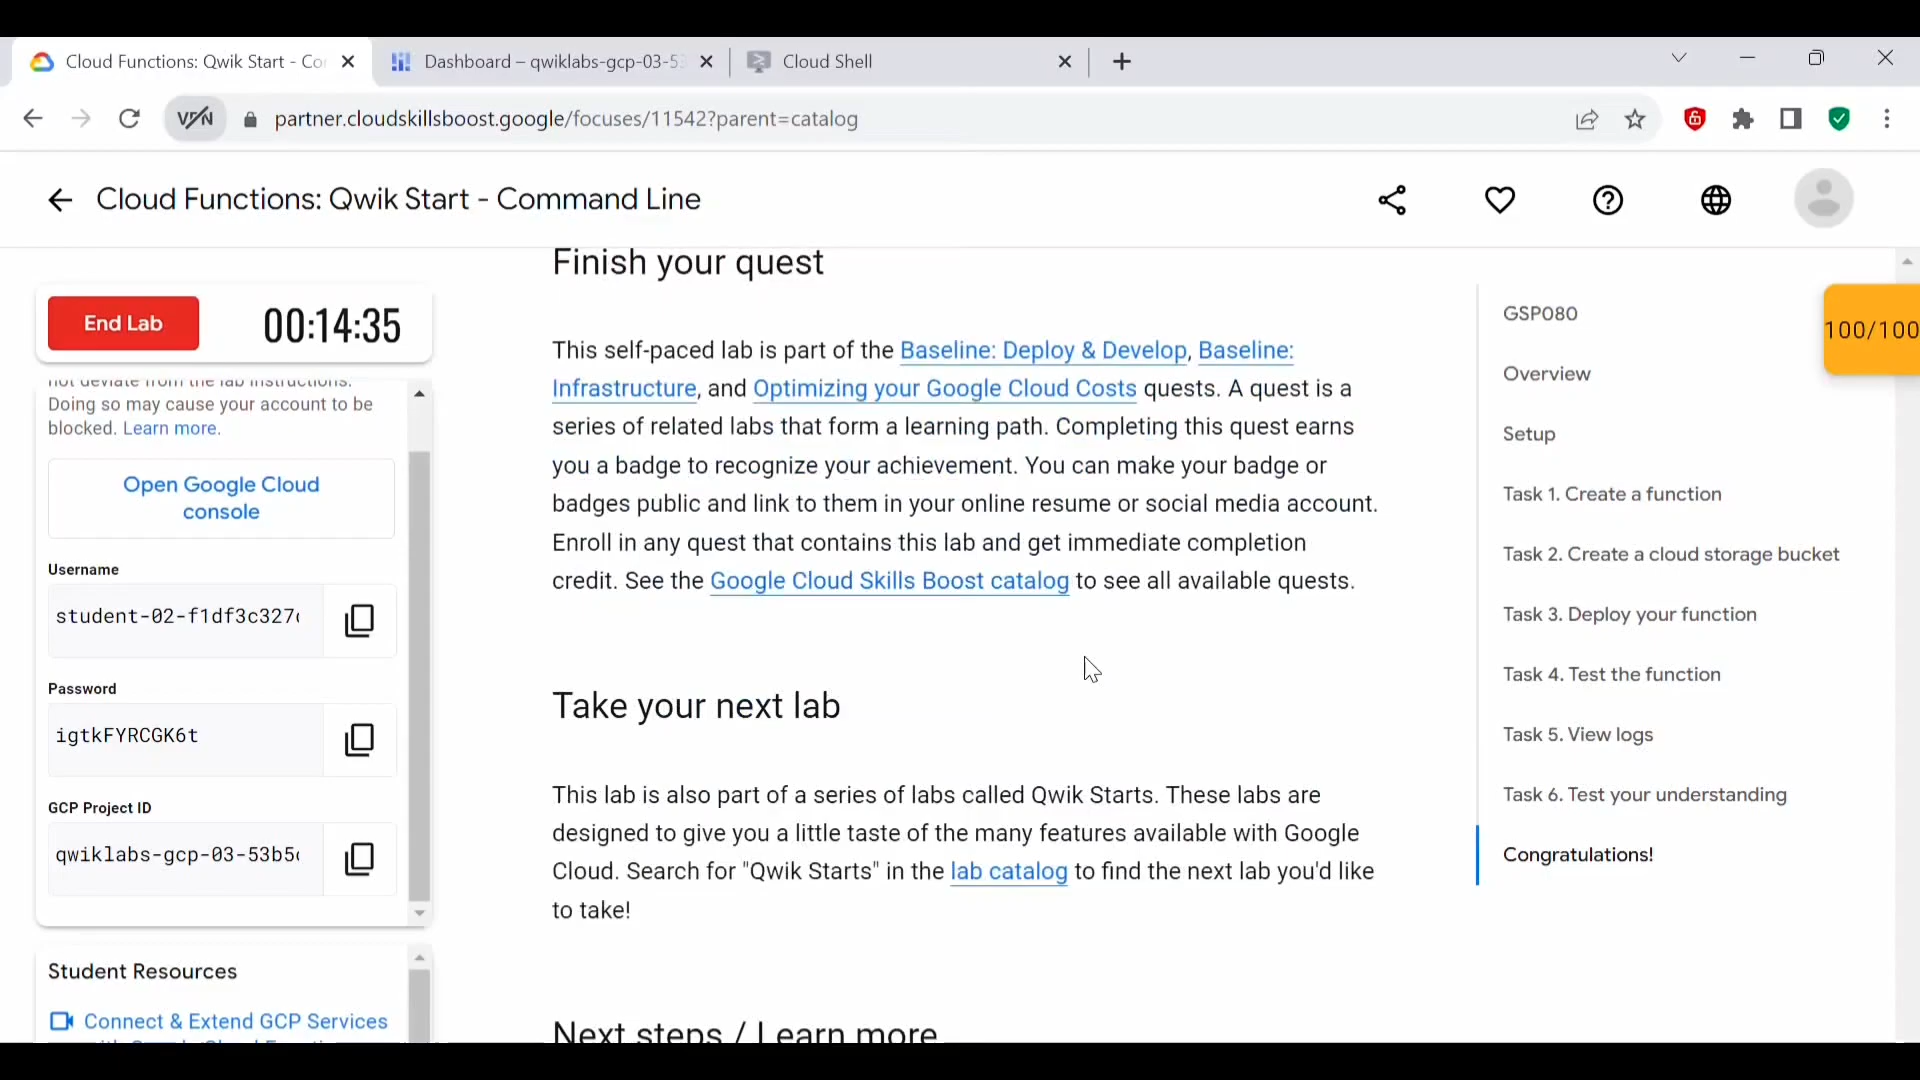 Cloud Functions: Qwik Start - Co
Dashboard – qwiklabs-gcp-03-53
Cloud Shell
VPN
partner.cloudskillsboost.google/focuses/11542?parent=catalog
Cloud Functions: Qwik Start - Command Line
End Lab
00:14:35
not deviate from the lab instructions.
Doing so may cause your account to be
blocked. Learn more.
Open Google Cloud
console
Username
student-02-f1df3c327
Password
igtkFYRCGK6t
GCP Project ID
qwiklabs-gcp-03-53b5
Student Resources
Connect & Extend GCP Services
Finish your quest
This self-paced lab is part of the Baseline: Deploy & Develop, Baseline:
Infrastructure, and Optimizing your Google Cloud Costs quests. A quest is a
series of related labs that form a learning path. Completing this quest earns
you a badge to recognize your achievement. You can make your badge or
badges public and link to them in your online resume or social media account.
Enroll in any quest that contains this lab and get immediate completion
credit. See the Google Cloud Skills Boost catalog to see all available quests.
Take your next lab
This lab is also part of a series of labs called Qwik Starts. These labs are
designed to give you a little taste of the many features available with Google
Cloud. Search for "Qwik Starts" in the lab catalog to find the next lab you'd like
to take!
Next steps / Learn more
GSP080
Overview
Setup
Task 1. Create a function
Task 2. Create a cloud storage bucket
Task 3. Deploy your function
Task 4. Test the function
Task 5. View logs
Task 6. Test your understanding
Congratulations!
100/100